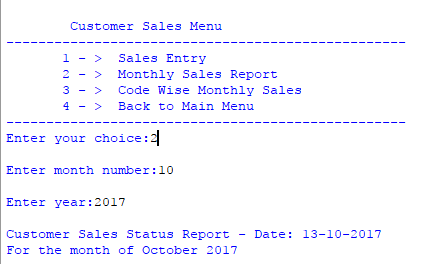 Customer Sales Menu
--------------------------------------------------
1 - >  Sales Entry
2 - >  Monthly Sales Report
3 - >  Code Wise Monthly Sales
4 - >  Back to Main Menu
--------------------------------------------------
Enter your choice:2
Enter month number:10
Enter year:2017
Customer Sales Status Report - Date: 13-10-2017
For the month of October 2017